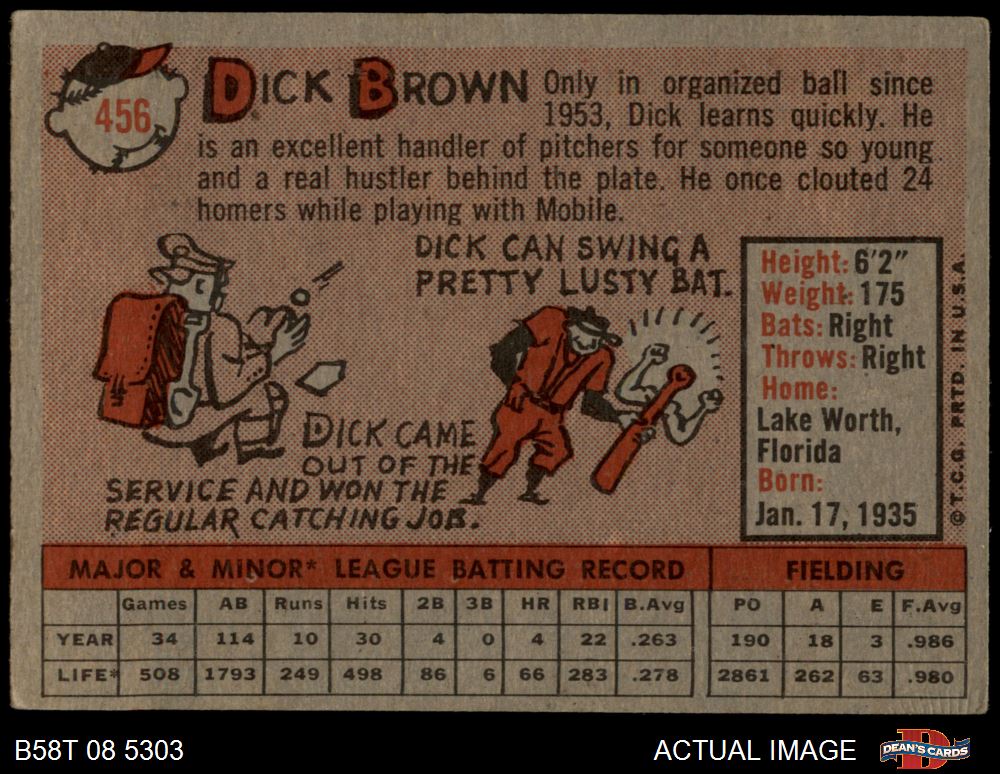 456
DICK BROWN
Only in organized ball since
1953, Dick learns quickly. He
is an excellent handler of pitchers for someone so young
and a real hustler behind the plate. He once clouted 24
homers while playing with Mobile.
DICK CAN SWING A
PRETTY LUSTY BAT.
DICK CAME
OUT OF THE
SERVICE AND WON THE
REGULAR CATCHING JOB.
Height: 6'2"
Weight: 175
Bats: Right
Throws: Right
Home:
Lake Worth,
Florida
Born:
Jan. 17, 1935
© T.C.G. PRTD. IN U.S.A.
MAJOR & MINOR* LEAGUE BATTING RECORD FIELDING
Games AB Runs Hits 2B 3B HR RBI B.Avg PO A E F.Avg
YEAR 34 114 10 30 4 0 4 22 .263 190 18 3 .986
LIFE* 508 1793 249 498 86 6 66 283 .278 2861 262 63 .980
B58T 08 5303 ACTUAL IMAGE DEAN'S CARDS